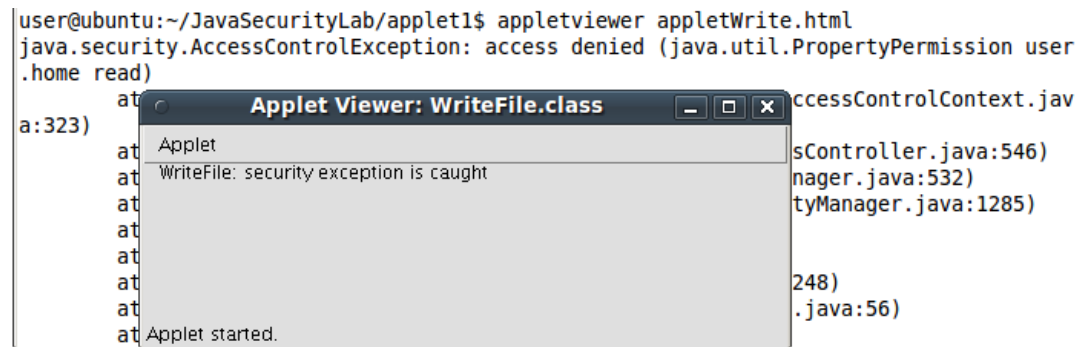 user@ubuntu:~/JavaSecurityLab/applet1$ appletviewer appletWrite.html
java.security.AccessControlException: access denied (java.util.PropertyPermission user
.home read)
at ccessControlContext.jav
Applet Viewer: WriteFile.class
a:323)
Applet
at sController.java:546)
WriteFile: security exception is caught
at nager.java:532)
at tyManager.java:1285)
at
at
at 248)
at .java:56)
at
Applet started.